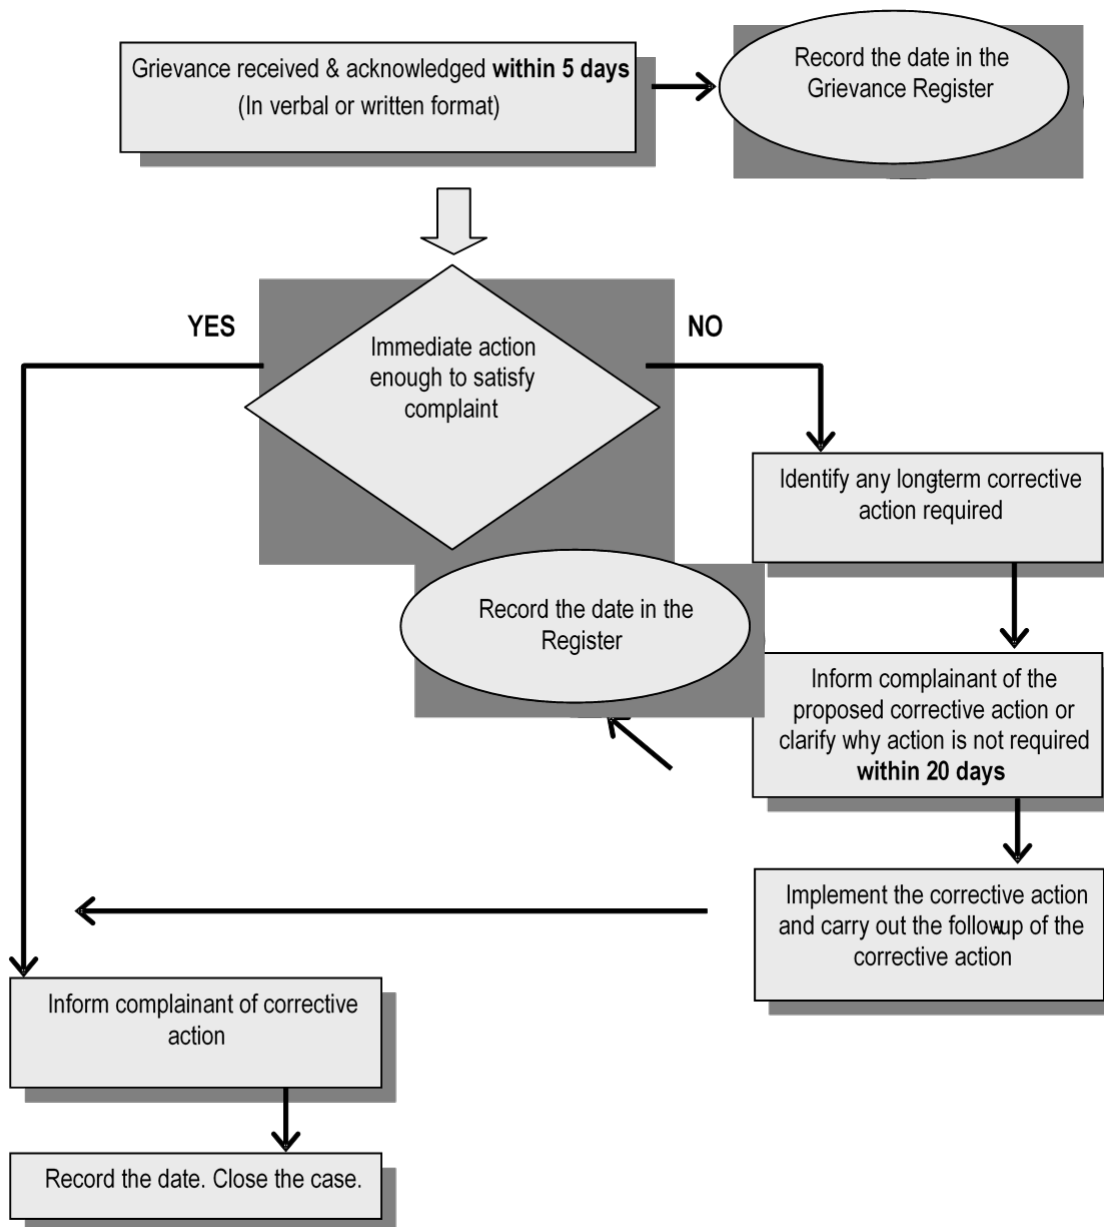 Grievance received & acknowledged within 5 days
(In verbal or written format)
Record the date in the
Grievance Register
YES
NO
Immediate action
enough to satisfy
complaint
Identify any long-term corrective
action required
Record the date in the
Register
Inform complainant of the
proposed corrective action or
clarify why action is not required
within 20 days
Implement the corrective action
and carry out the follow-up of the
corrective action
Inform complainant of corrective
action
Record the date. Close the case.